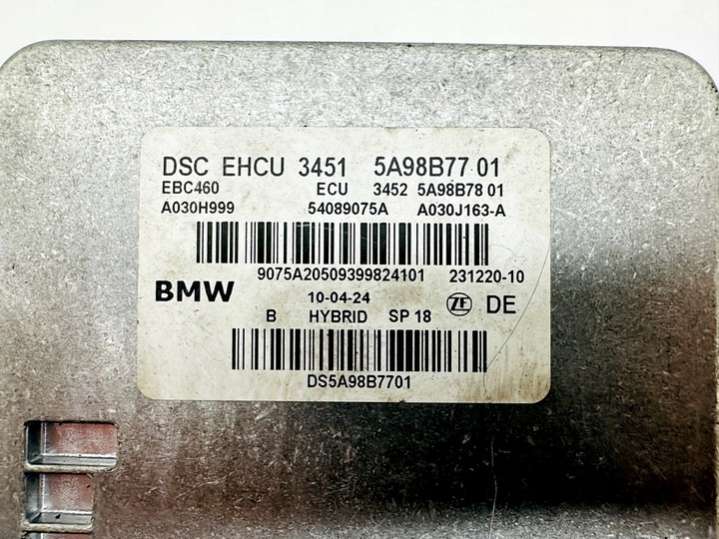 DSC EHCU 3451 5A98B77 01
EBC460 ECU 3452 5A98B78 01
A030H999 54089075A A030J163-A
9075A20509399824101 231220-10
BMW 10-04-24 ZF DE
B HYBRID SP 18
DS5A98B7701